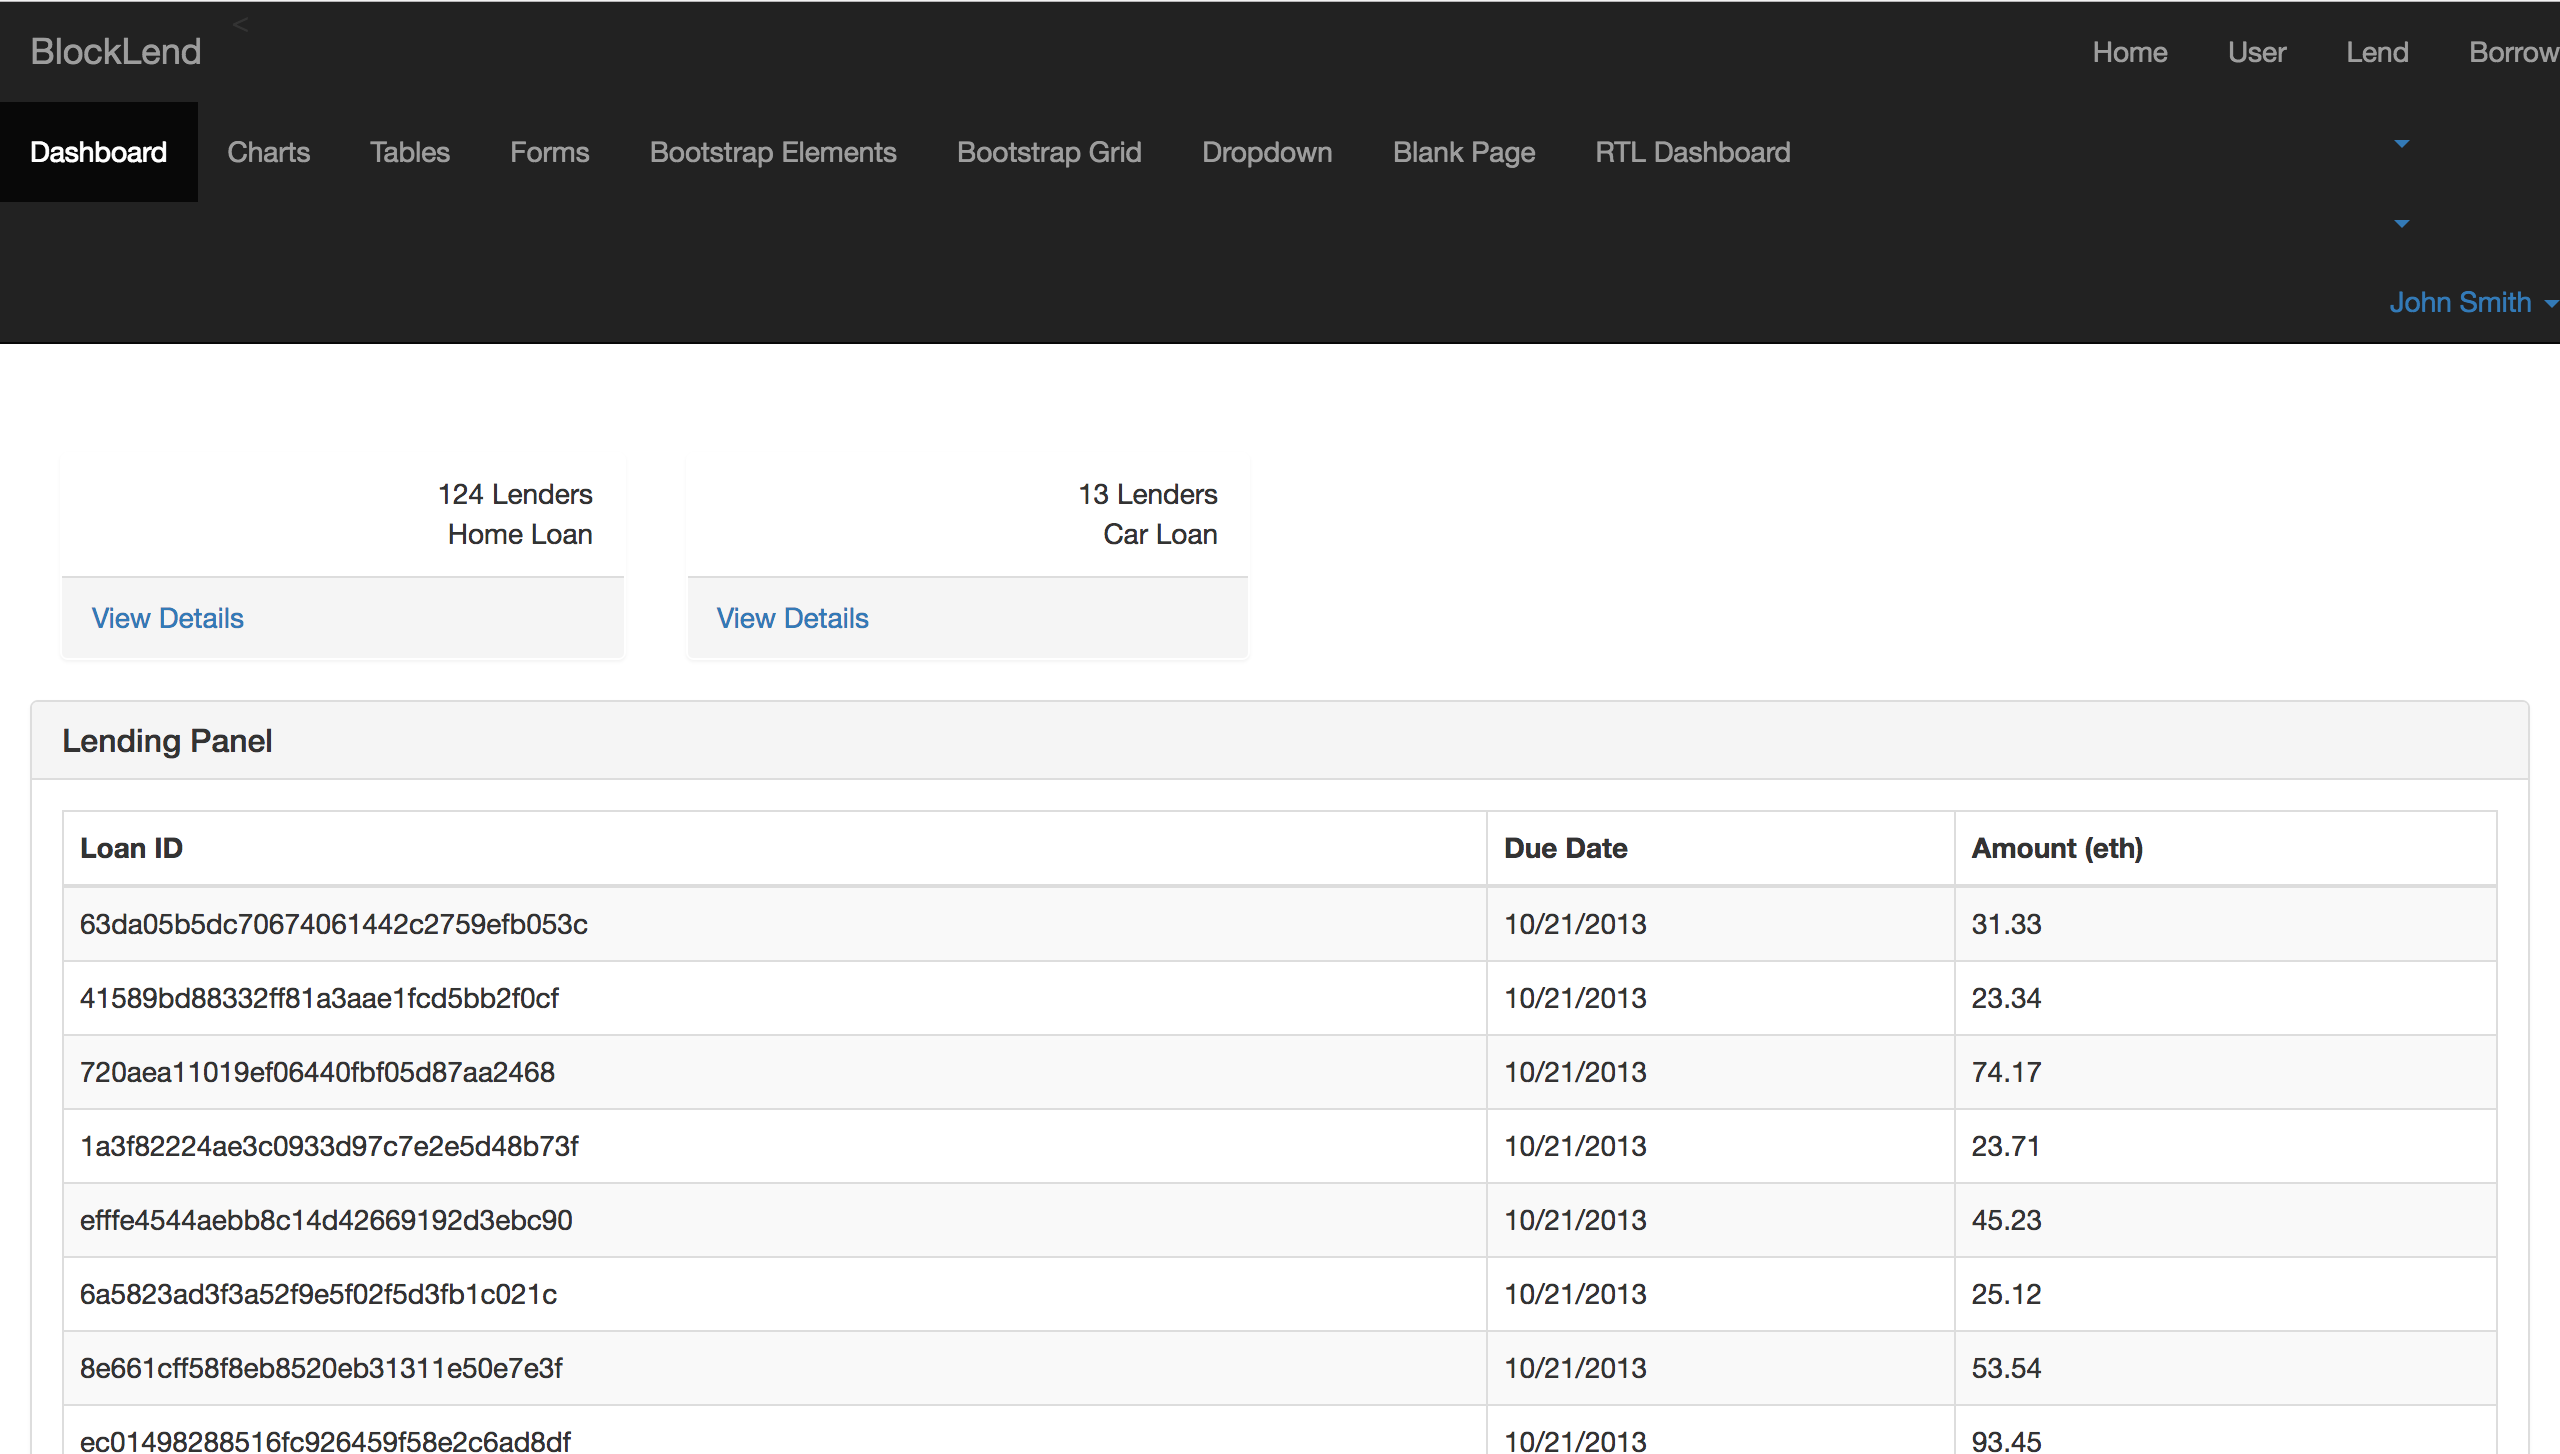 <
BlockLend Home User Lend Borrow
Dashboard Charts Tables Forms Bootstrap Elements Bootstrap Grid Dropdown Blank Page RTL Dashboard
John Smith
124 Lenders
Home Loan
View Details
13 Lenders
Car Loan
View Details
Lending Panel
Loan ID Due Date Amount (eth)
63da05b5dc70674061442c2759efb053c 10/21/2013 31.33
41589bd88332ff81a3aae1fcd5bb2f0cf 10/21/2013 23.34
720aea11019ef06440fbf05d87aa2468 10/21/2013 74.17
1a3f82224ae3c0933d97c7e2e5d48b73f 10/21/2013 23.71
efffe4544aebb8c14d42669192d3ebc90 10/21/2013 45.23
6a5823ad3f3a52f9e5f02f5d3fb1c021c 10/21/2013 25.12
8e661cff58f8eb8520eb31311e50e7e3f 10/21/2013 53.54
ec01498288516fc926459f58e2c6ad8df 10/21/2013 93.45